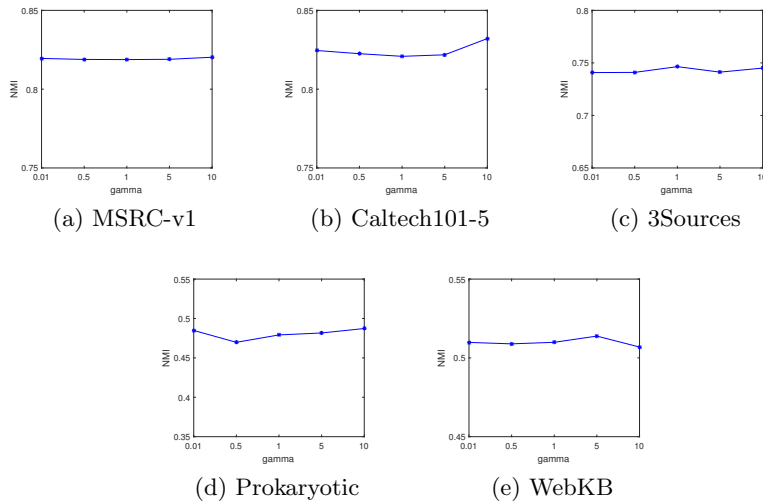 0.85
0.8
0.75
NMI
0.01 0.5 1 5 10
gamma
(a) MSRC-v1
0.85
0.8
0.75
NMI
0.01 0.5 1 5 10
gamma
(b) Caltech101-5
0.8
0.75
0.7
0.65
NMI
0.01 0.5 1 5 10
gamma
(c) 3Sources
0.55
0.5
0.45
0.4
0.35
NMI
0.01 0.5 1 5 10
gamma
(d) Prokaryotic
0.55
0.5
0.45
NMI
0.01 0.5 1 5 10
gamma
(e) WebKB